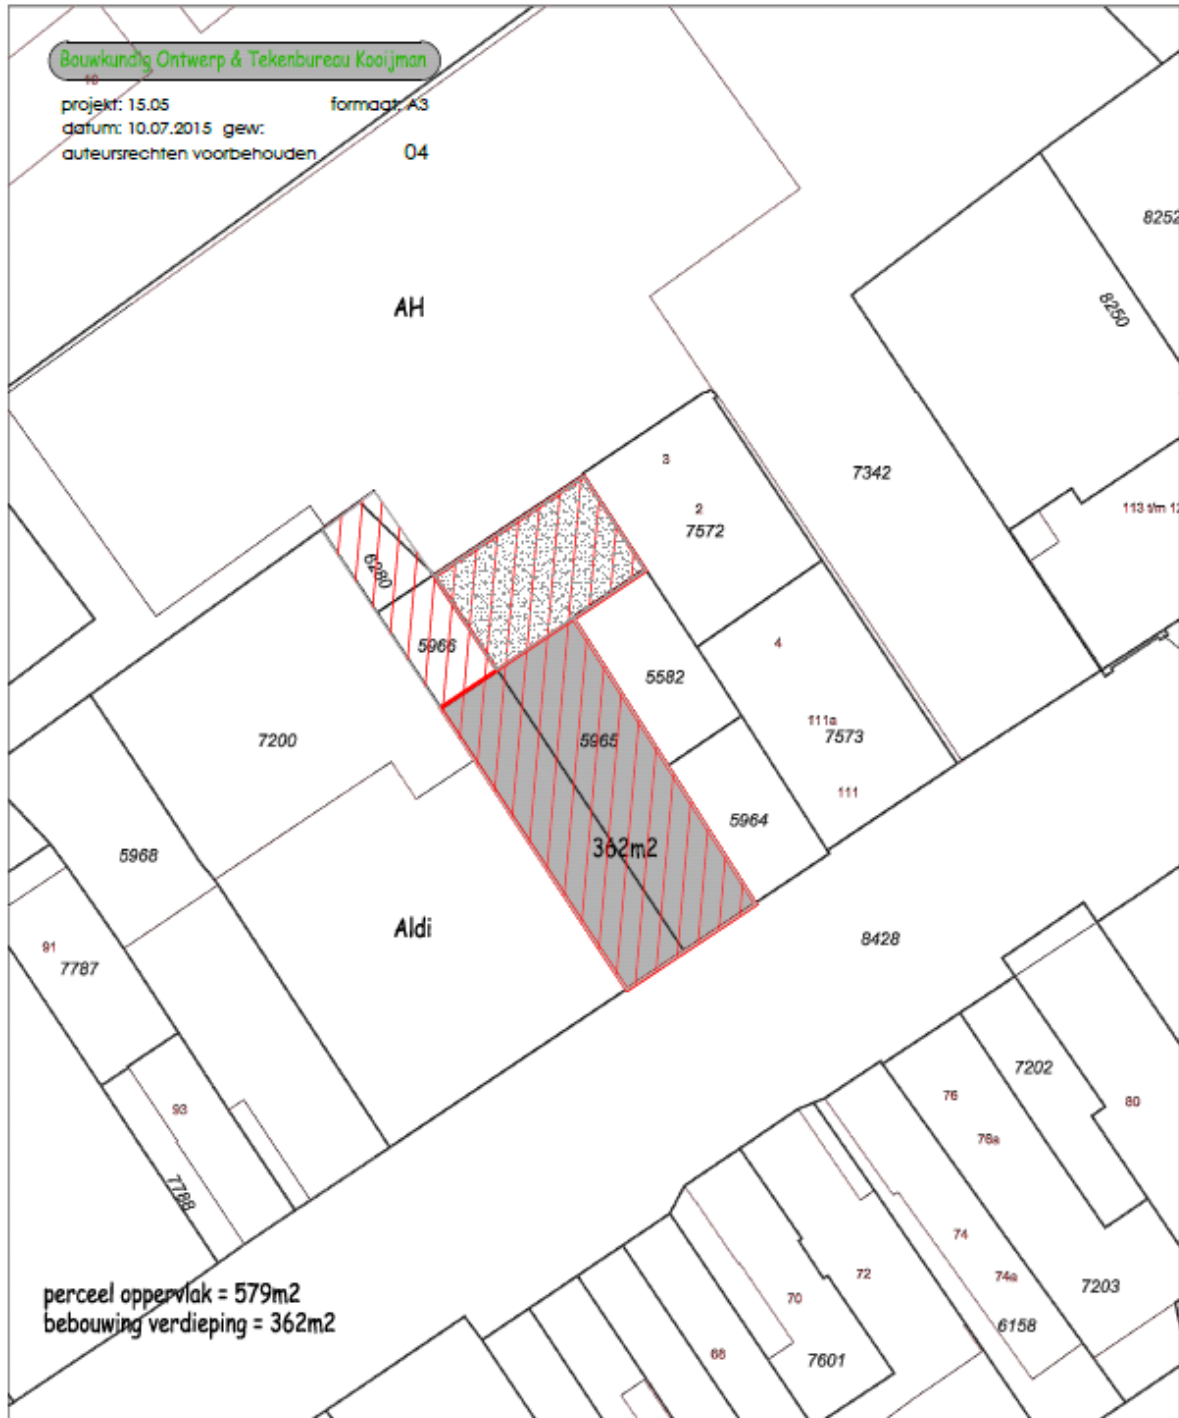 Bouwkundig Ontwerp & Tekenbureau Kooijman
18
projekt: 15.05 formaat: A3
datum: 10.07.2015 gew:
auteursrechten voorbehouden 04
8252
8250
AH
3
7342
2
7572
113 t/m 12
6280
5966
4
5582
111a
7573
7200
5965
111
5964
362m2
5968
Aldi
8428
91
7787
7202
76
80
93
76a
7788
74
72
74a
7203
perceel oppervlak = 579m2
70
bebouwing verdieping = 362m2
6158
68
7601